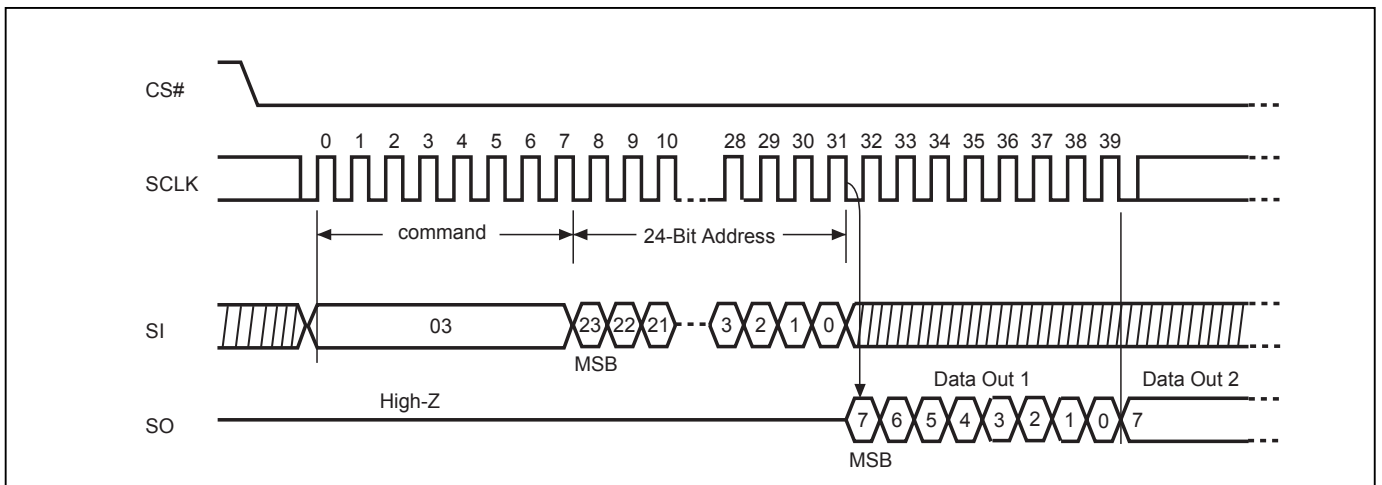 CS#
0 1 2 3 4 5 6 7 8 9 10 28 29 30 31 32 33 34 35 36 37 38 39
SCLK
command 24-Bit Address
SI 03 23 22 21 3 2 1 0
MSB
Data Out 1 Data Out 2
High-Z
SO 7 6 5 4 3 2 1 0 7
MSB